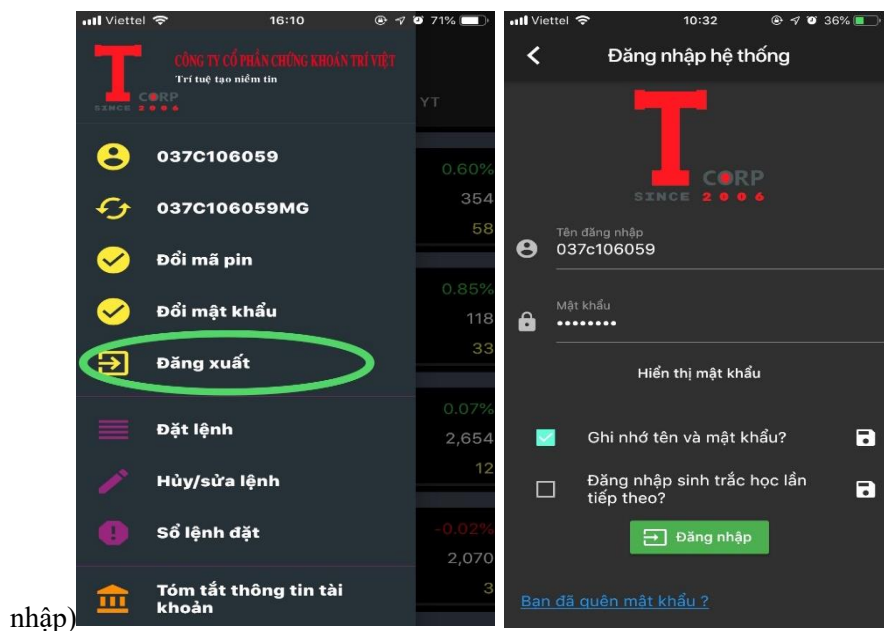 Viettel 16:10 71%
T CORP
SINCE 2006
CÔNG TY CỔ PHẦN CHỨNG KHOÁN TRÍ VIỆT
Trí tuệ tạo niềm tin
YT
037C106059
0.60%
037C106059MG
354
58
Đổi mã pin
0.85%
Đổi mật khẩu
118
33
Đăng xuất
0.07%
Đặt lệnh
2,654
12
Hủy/sửa lệnh
Sổ lệnh đặt
-0.02%
2,070
Tóm tắt thông tin tài
khoản
3
nhập)
Viettel 10:32 36%
Đăng nhập hệ thống
T CORP
SINCE 2006
Tên đăng nhập
037c106059
Mật khẩu
••••••••
Hiển thị mật khẩu
Ghi nhớ tên và mật khẩu?
Đăng nhập sinh trắc học lần
tiếp theo?
Đăng nhập
Bạn đã quên mật khẩu ?